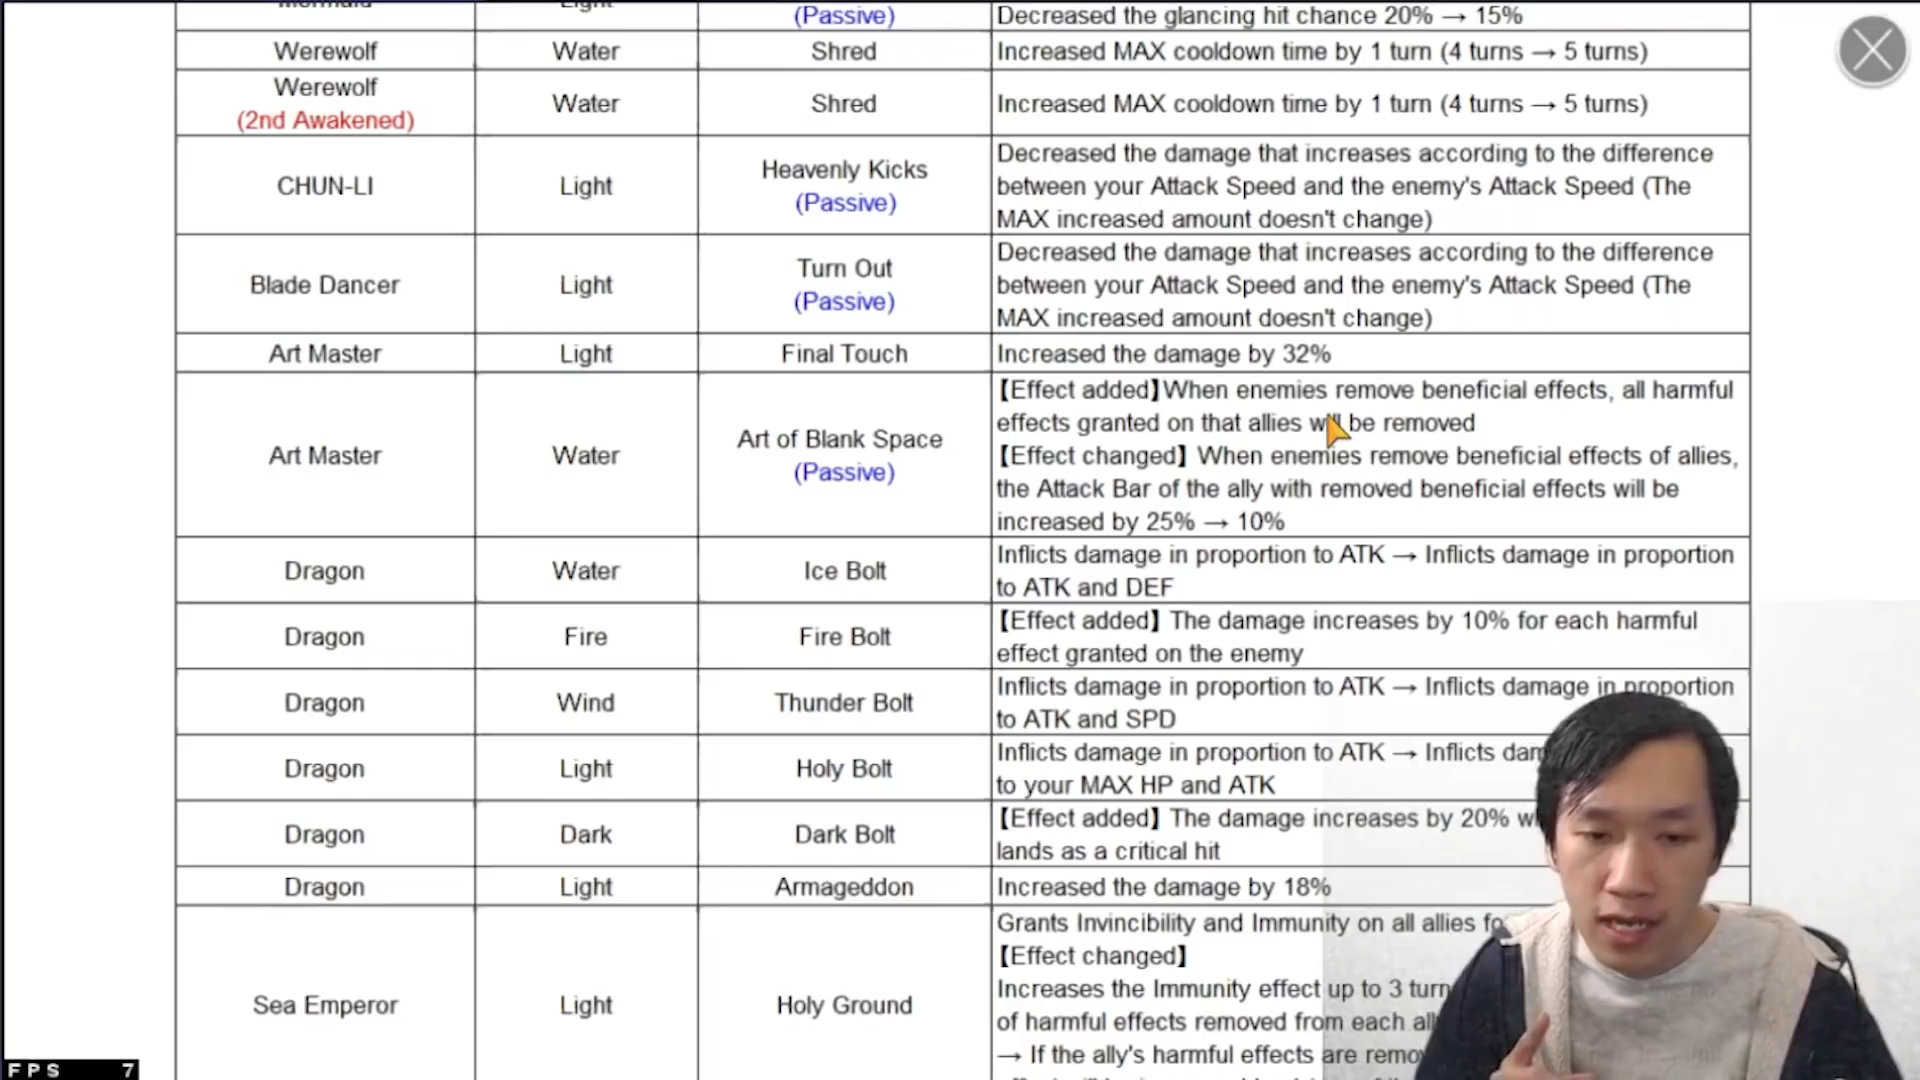 (Passive)
Decreased the glancing hit chance 20% → 15%
Werewolf
Water
Shred
Increased MAX cooldown time by 1 turn (4 turns → 5 turns)
Werewolf
(2nd Awakened)
Water
Shred
Increased MAX cooldown time by 1 turn (4 turns → 5 turns)
CHUN-LI
Light
Heavenly Kicks
(Passive)
Decreased the damage that increases according to the difference
between your Attack Speed and the enemy's Attack Speed (The
MAX increased amount doesn't change)
Blade Dancer
Light
Turn Out
(Passive)
Decreased the damage that increases according to the difference
between your Attack Speed and the enemy's Attack Speed (The
MAX increased amount doesn't change)
Art Master
Light
Final Touch
Increased the damage by 32%
Art Master
Water
Art of Blank Space
(Passive)
【Effect added】When enemies remove beneficial effects, all harmful
effects granted on that allies will be removed
【Effect changed】 When enemies remove beneficial effects of allies,
the Attack Bar of the ally with removed beneficial effects will be
increased by 25% → 10%
Dragon
Water
Ice Bolt
Inflicts damage in proportion to ATK → Inflicts damage in proportion
to ATK and DEF
Dragon
Fire
Fire Bolt
【Effect added】 The damage increases by 10% for each harmful
effect granted on the enemy
Dragon
Wind
Thunder Bolt
Inflicts damage in proportion to ATK → Inflicts damage in proportion
to ATK and SPD
Dragon
Light
Holy Bolt
Inflicts damage in proportion to ATK → Inflicts
to your MAX HP and ATK
Dragon
Dark
Dark Bolt
【Effect added】 The damage increases by 20%
lands as a critical hit
Dragon
Light
Armageddon
Increased the damage by 18%
Sea Emperor
Light
Holy Ground
Grants Invincibility and Immunity on all allies
【Effect changed】
Increases the Immunity effect up to 3
of harmful effects removed from each
→ If the ally's harmful effects are
FPS 7